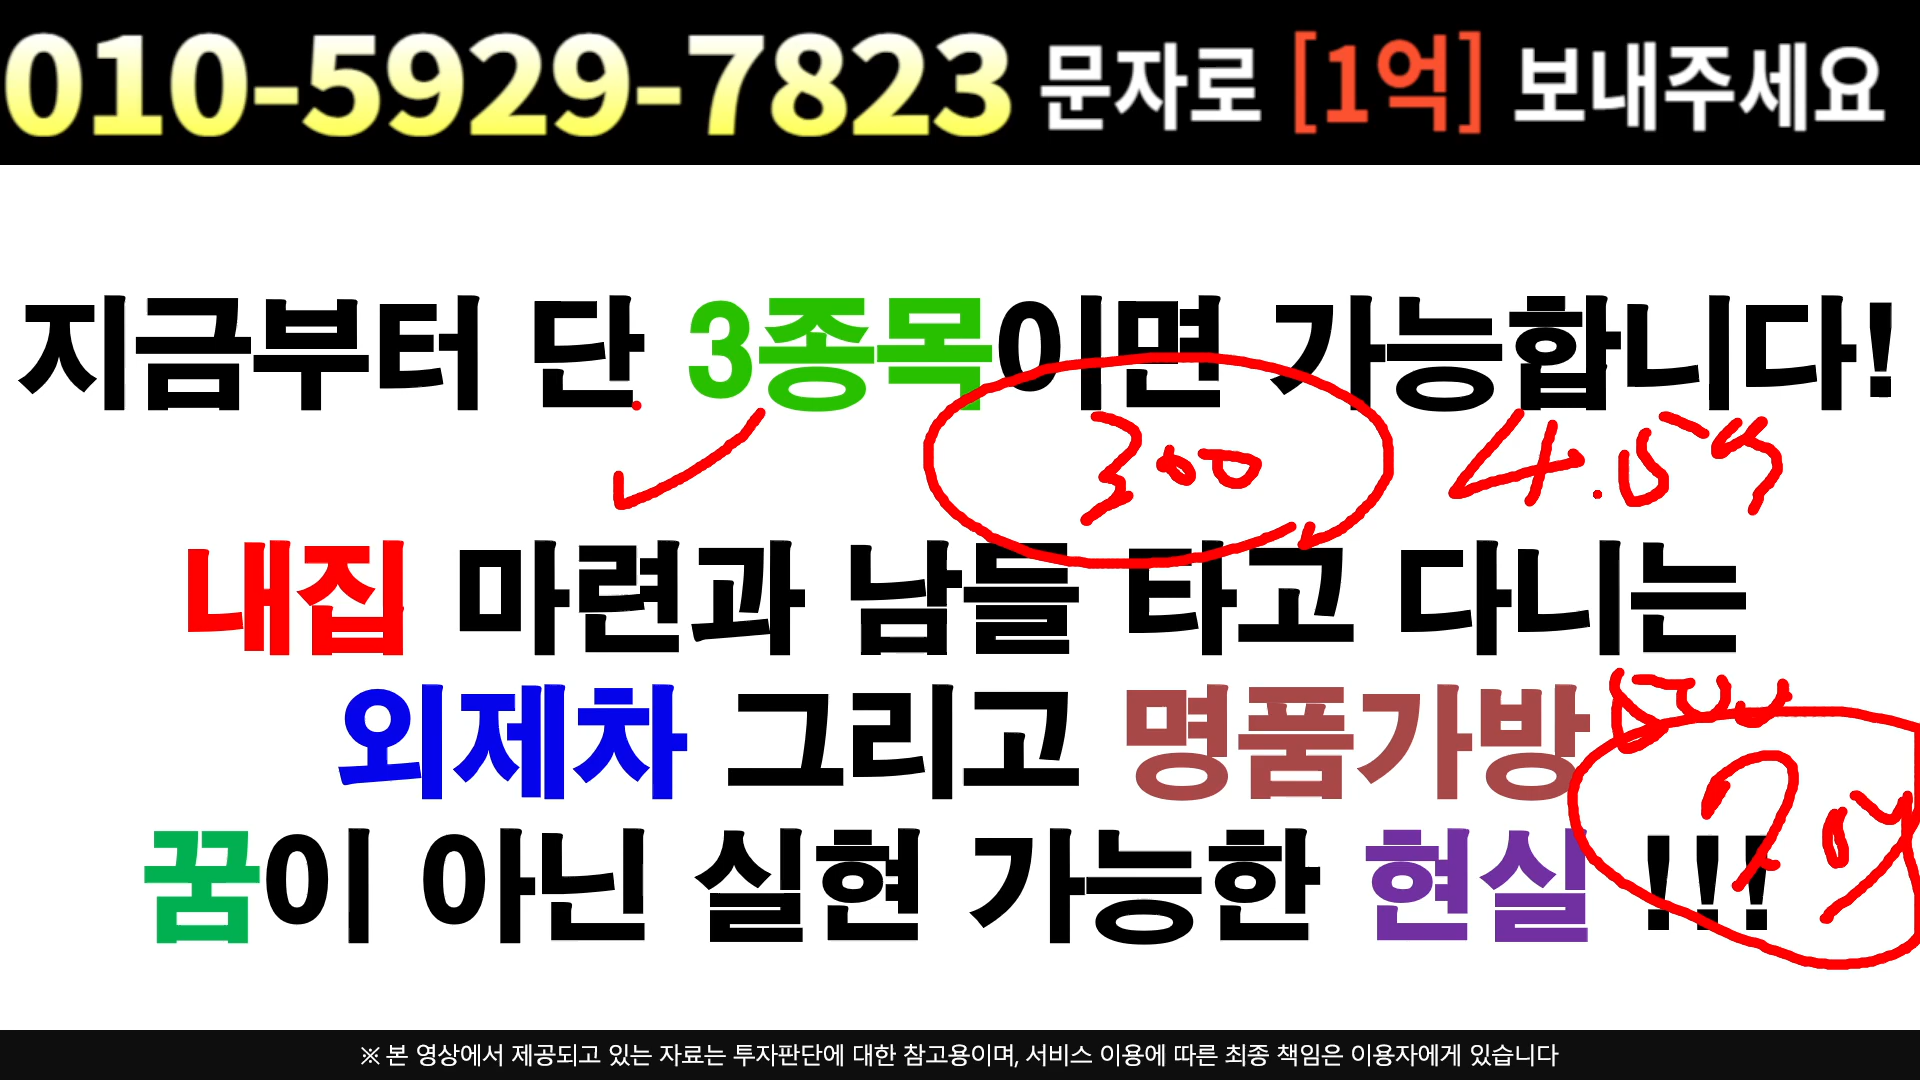 010-5929-7823 문자로 [1억] 보내주세요
지금부터 단 3종목이면 가능합니다!
300 4.5억
내집 마련과 남들 타고 다니는
외제차 그리고 명품가방
500
꿈이 아닌 실현 가능한 현실 !!!
※ 본 영상에서 제공되고 있는 자료는 투자판단에 대한 참고용이며, 서비스 이용에 따른 최종 책임은 이용자에게 있습니다